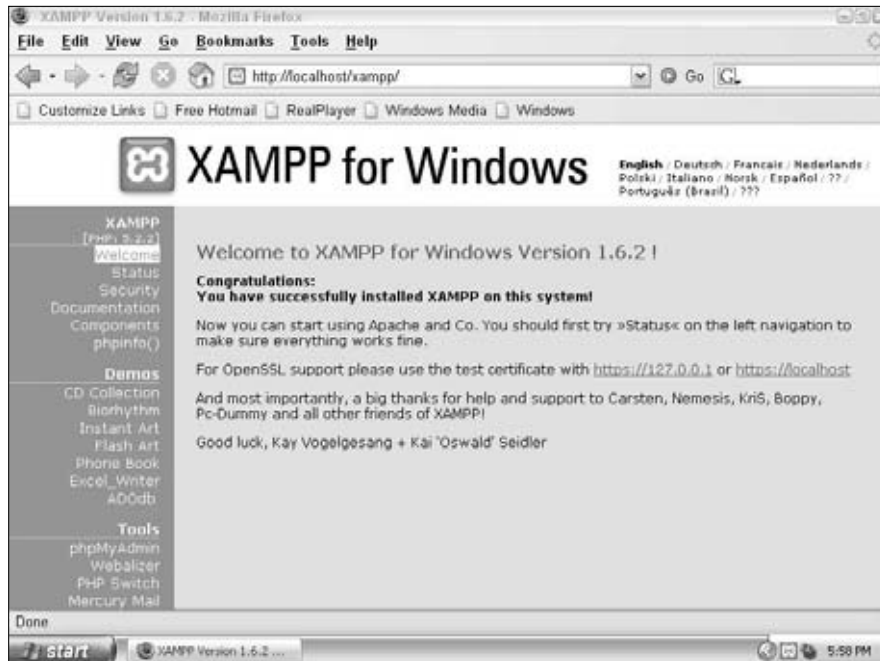 XAMPP Version 1.6.2 - Mozilla Firefox
File Edit View Go Bookmarks Tools Help
http://localhost/xampp/ Go G
Customize Links Free Hotmail RealPlayer Windows Media Windows
XAMPP for Windows
English / Deutsch / Francais / Nederlands /
Polski / Italiano / Norsk / Español / ?? /
Português (Brasil) / ???
XAMPP
[PHP: 5.2.2]
Welcome
Status
Security
Documentation
Components
phpinfo()
Demos
CD Collection
Biorhythm
Instant Art
Flash Art
Phone Book
Excel_Writer
ADOdb
Tools
phpMyAdmin
Webalizer
PHP Switch
Mercury Mail
Welcome to XAMPP for Windows Version 1.6.2 !
Congratulations:
You have successfully installed XAMPP on this system!
Now you can start using Apache and Co. You should first try »Status« on the left navigation to
make sure everything works fine.
For OpenSSL support please use the test certificate with https://127.0.0.1 or https://localhost
And most importantly, a big thanks for help and support to Carsten, Nemesis, KriS, Boppy,
Pc-Dummy and all other friends of XAMPP!
Good luck, Kay Vogelgesang + Kai 'Oswald' Seidler
Done
start XAMPP Version 1.6.2 ... 5:58 PM